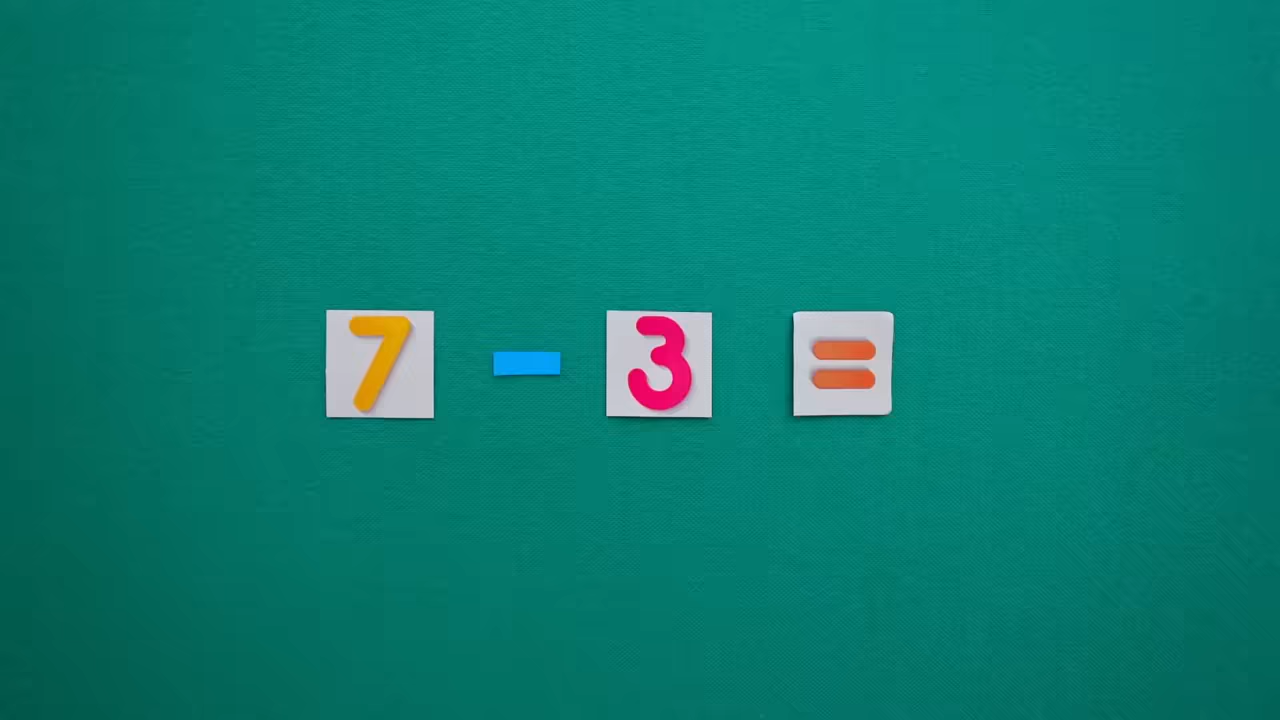 7 - 3 =